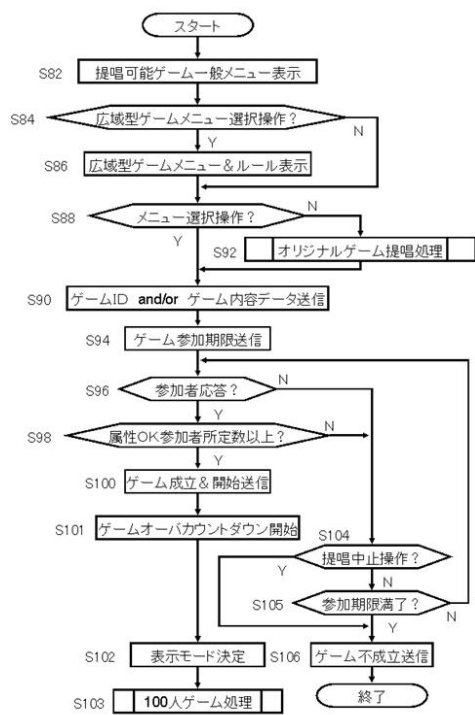 スタート
S82 提唱可能ゲーム一般メニュー表示
S84 広域型ゲームメニュー選択操作？
N
Y
S86 広域型ゲームメニュー＆ルール表示
S88 メニュー選択操作？ N
Y
S92 オリジナルゲーム提唱処理
S90 ゲームID and/or ゲーム内容データ送信
S94 ゲーム参加期限送信
S96 参加者応答？ N
Y
S98 属性OK参加者所定数以上？ N
Y
S100 ゲーム成立＆開始送信
S101 ゲームオーバカウントダウン開始
S104
提唱中止操作？
Y
N
S105 参加期限満了？ N
Y
S102 表示モード決定 S106 ゲーム不成立送信
S103 100人ゲーム処理 終了